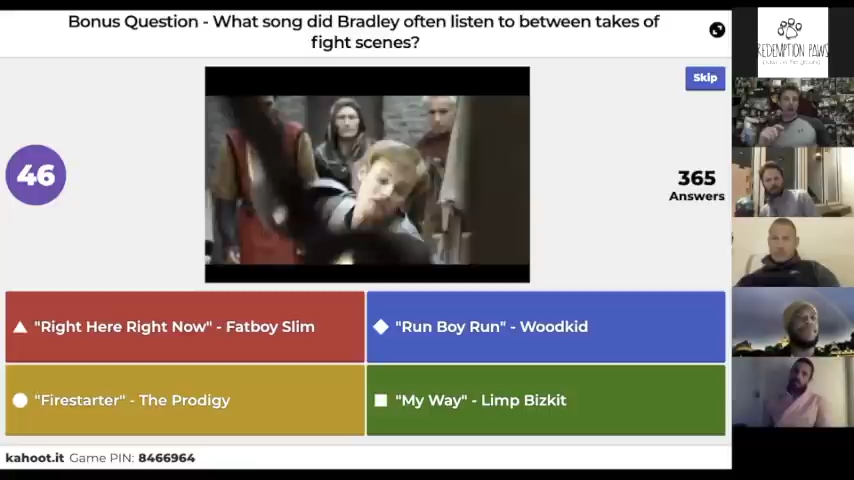 Bonus Question - What song did Bradley often listen to between takes of
fight scenes?
Skip
46
365
Answers
"Right Here Right Now" - Fatboy Slim
"Run Boy Run" - Woodkid
"Firestarter" - The Prodigy
"My Way" - Limp Bizkit
kahoot.it Game PIN: 8466964
REDEMPTION PAWS